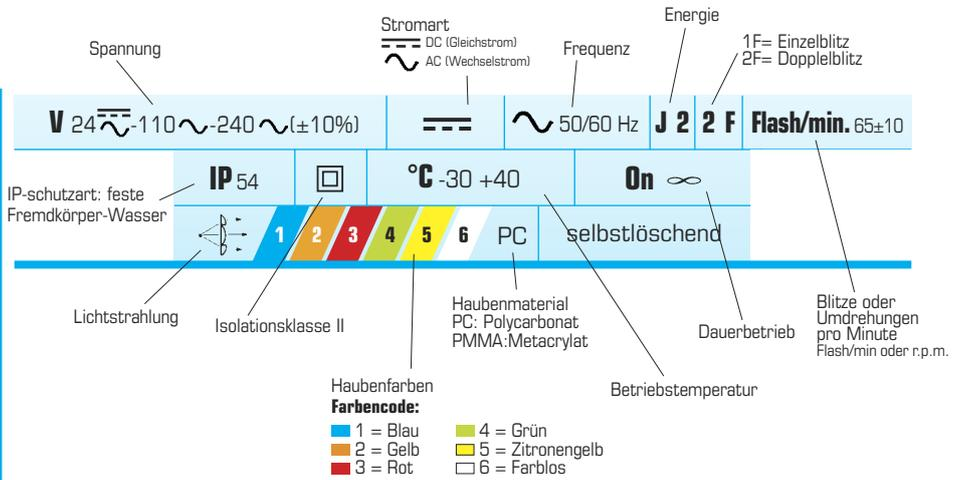 Energie
Stromart
DC (Gleichstrom)
AC (Wechselstrom)
Spannung
Frequenz
1F= Einzelblitz
2F= Dopplelblitz
V 24 -110 -240 (±10%)
50/60 Hz
J 2
2 F
Flash/min. 65±10
IP 54
°C -30 +40
On
IP-schutzart: feste
Fremdkörper-Wasser
1 2 3 4 5 6 PC
selbstlöschend
Lichtstrahlung
Isolationsklasse II
Haubenmaterial
PC: Polycarbonat
PMMA:Metacrylat
Dauerbetrieb
Blitze oder
Umdrehungen
pro Minute
Flash/min oder r.p.m.
Haubenfarben
Betriebstemperatur
Farbencode:
1 = Blau
2 = Gelb
3 = Rot
4 = Grün
5 = Zitronengelb
6 = Farblos